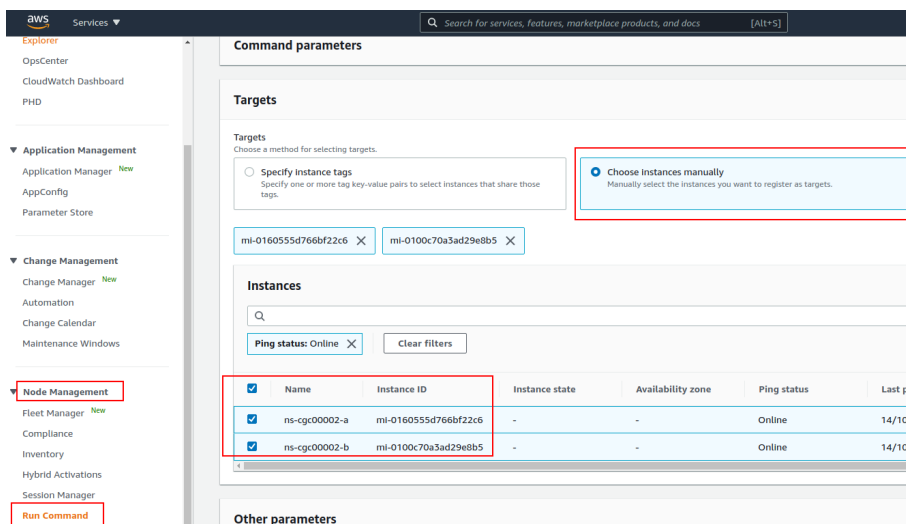 aws
Services ▼
Search for services, features, marketplace products, and docs
[Alt+S]
Explorer
OpsCenter
CloudWatch Dashboard
PHD
Application Management
Application Manager New
AppConfig
Parameter Store
Change Management
Change Manager New
Automation
Change Calendar
Maintenance Windows
Node Management
Fleet Manager New
Compliance
Inventory
Hybrid Activations
Session Manager
Run Command
Command parameters
Targets
Targets
Choose a method for selecting targets.
Specify instance tags
Specify one or more tag key-value pairs to select instances that share those
tags.
Choose instances manually
Manually select the instances you want to register as targets.
mi-0160555d766bf22c6 mi-0100c70a3ad29e8b5
Instances
Ping status: Online Clear filters
Name Instance ID Instance state Availability zone Ping status Last p
ns-cgc00002-a mi-0160555d766bf22c6 - - Online 14/10
ns-cgc00002-b mi-0100c70a3ad29e8b5 - - Online 14/10
Other parameters